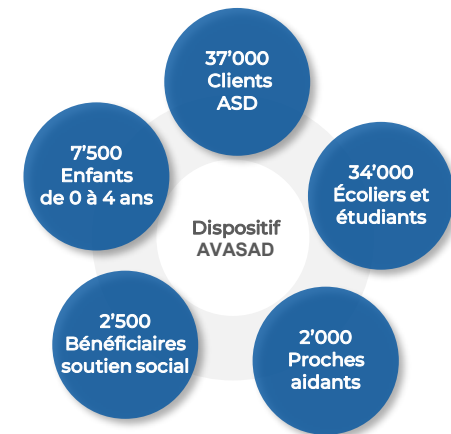 37’000
Clients
ASD
7’500
Enfants
de 0 à 4 ans
34’000
Écoliers et
étudiants
Dispositif
AVASAD
2’500
Bénéficiaires
soutien social
2’000
Proches
aidants